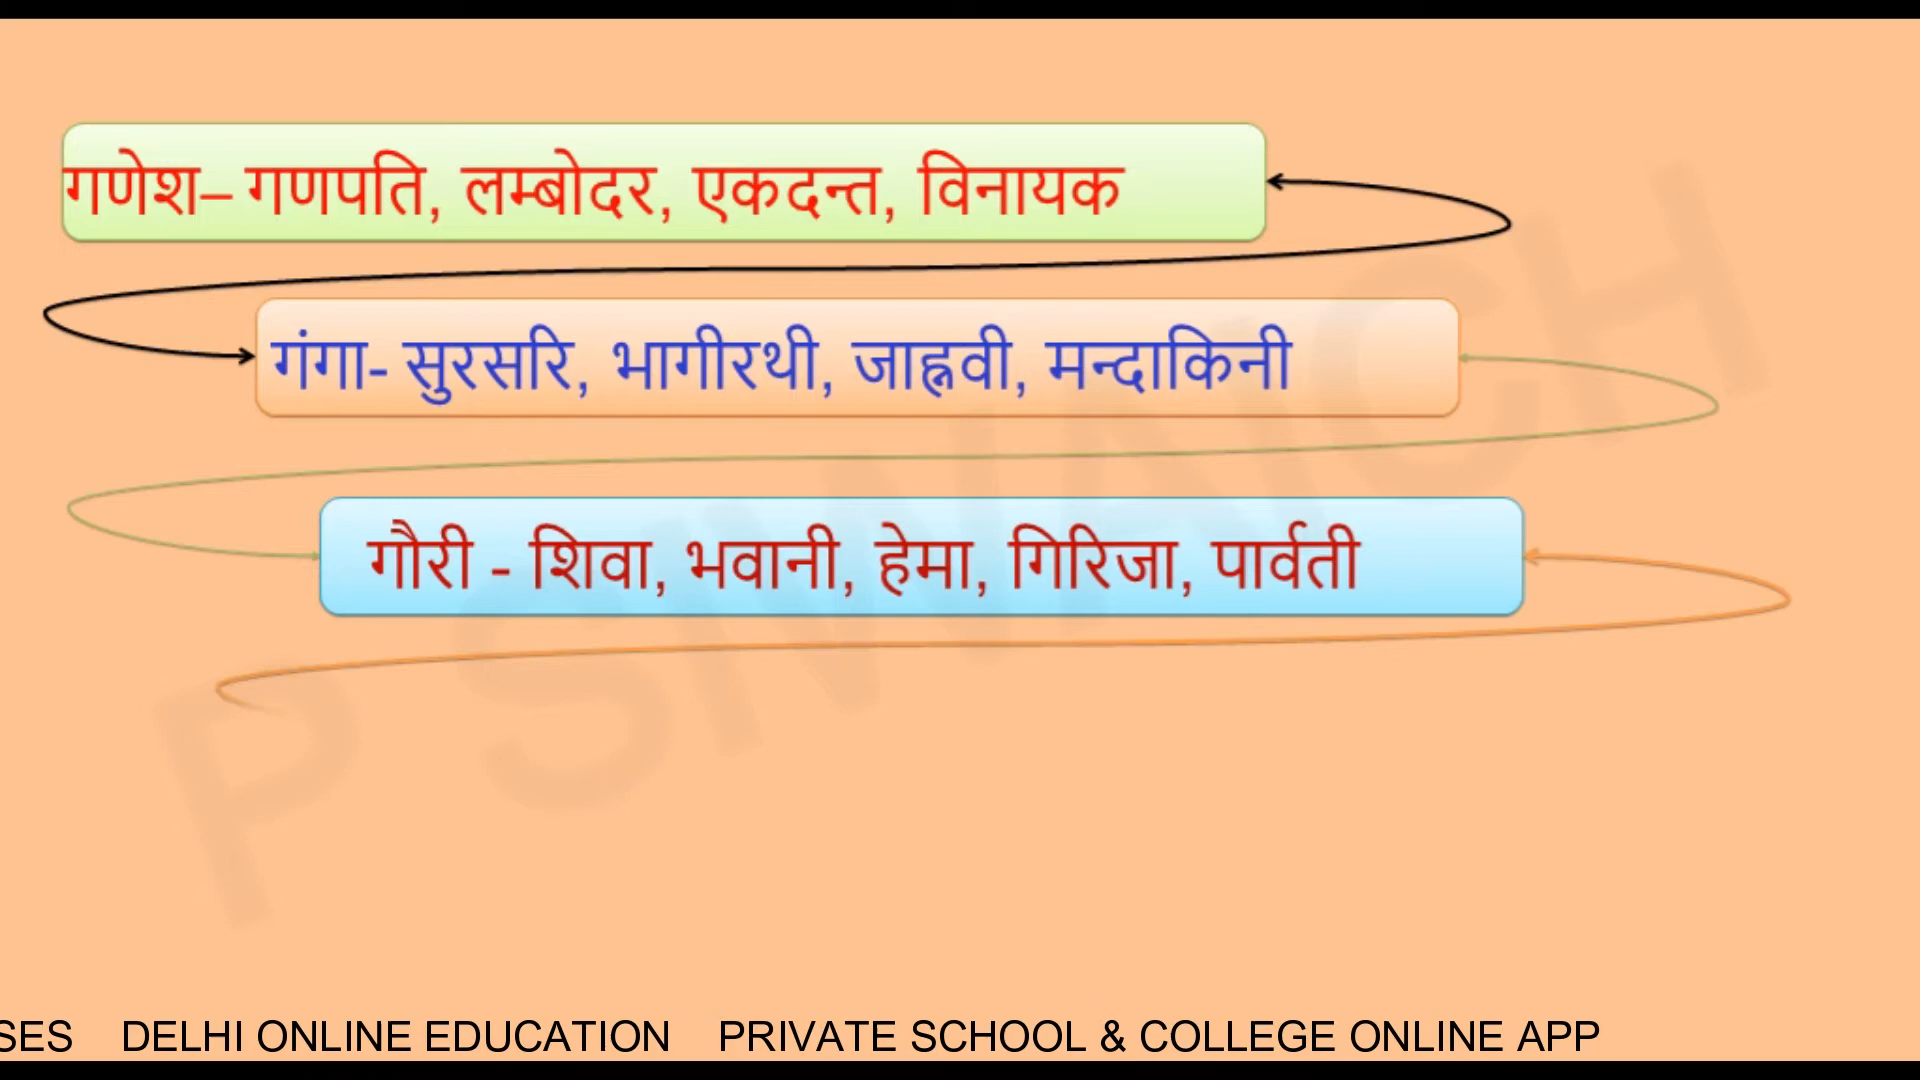 गणेश– गणपति, लम्बोदर, एकदन्त, विनायक
गंगा- सुरसरि, भागीरथी, जाह्नवी, मन्दाकिनी
गौरी - शिवा, भवानी, हेमा, गिरिजा, पार्वती
P SIWACH
SES DELHI ONLINE EDUCATION PRIVATE SCHOOL & COLLEGE ONLINE APP